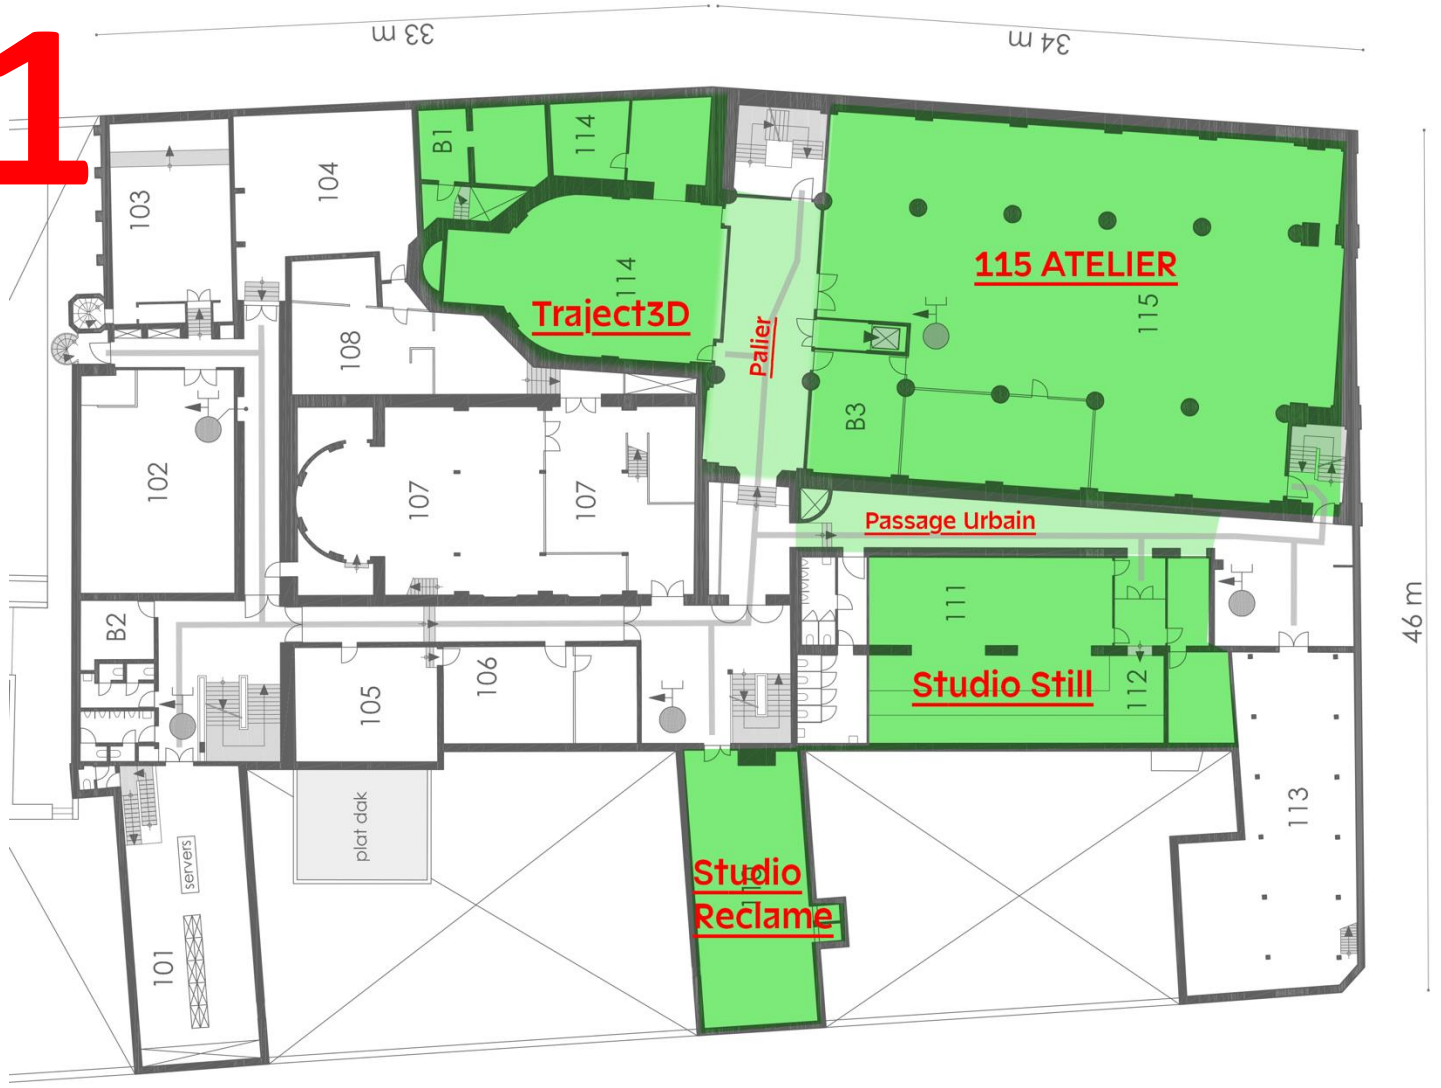 1
33 m
34 m
46 m
103
104
B1
114
114
Traject3D
108
Palier
115 ATELIER
115
B3
102
107
107
Passage Urbain
B2
105
106
111
Studio Still
112
113
plat dak
servers
101
Studio
Reclame